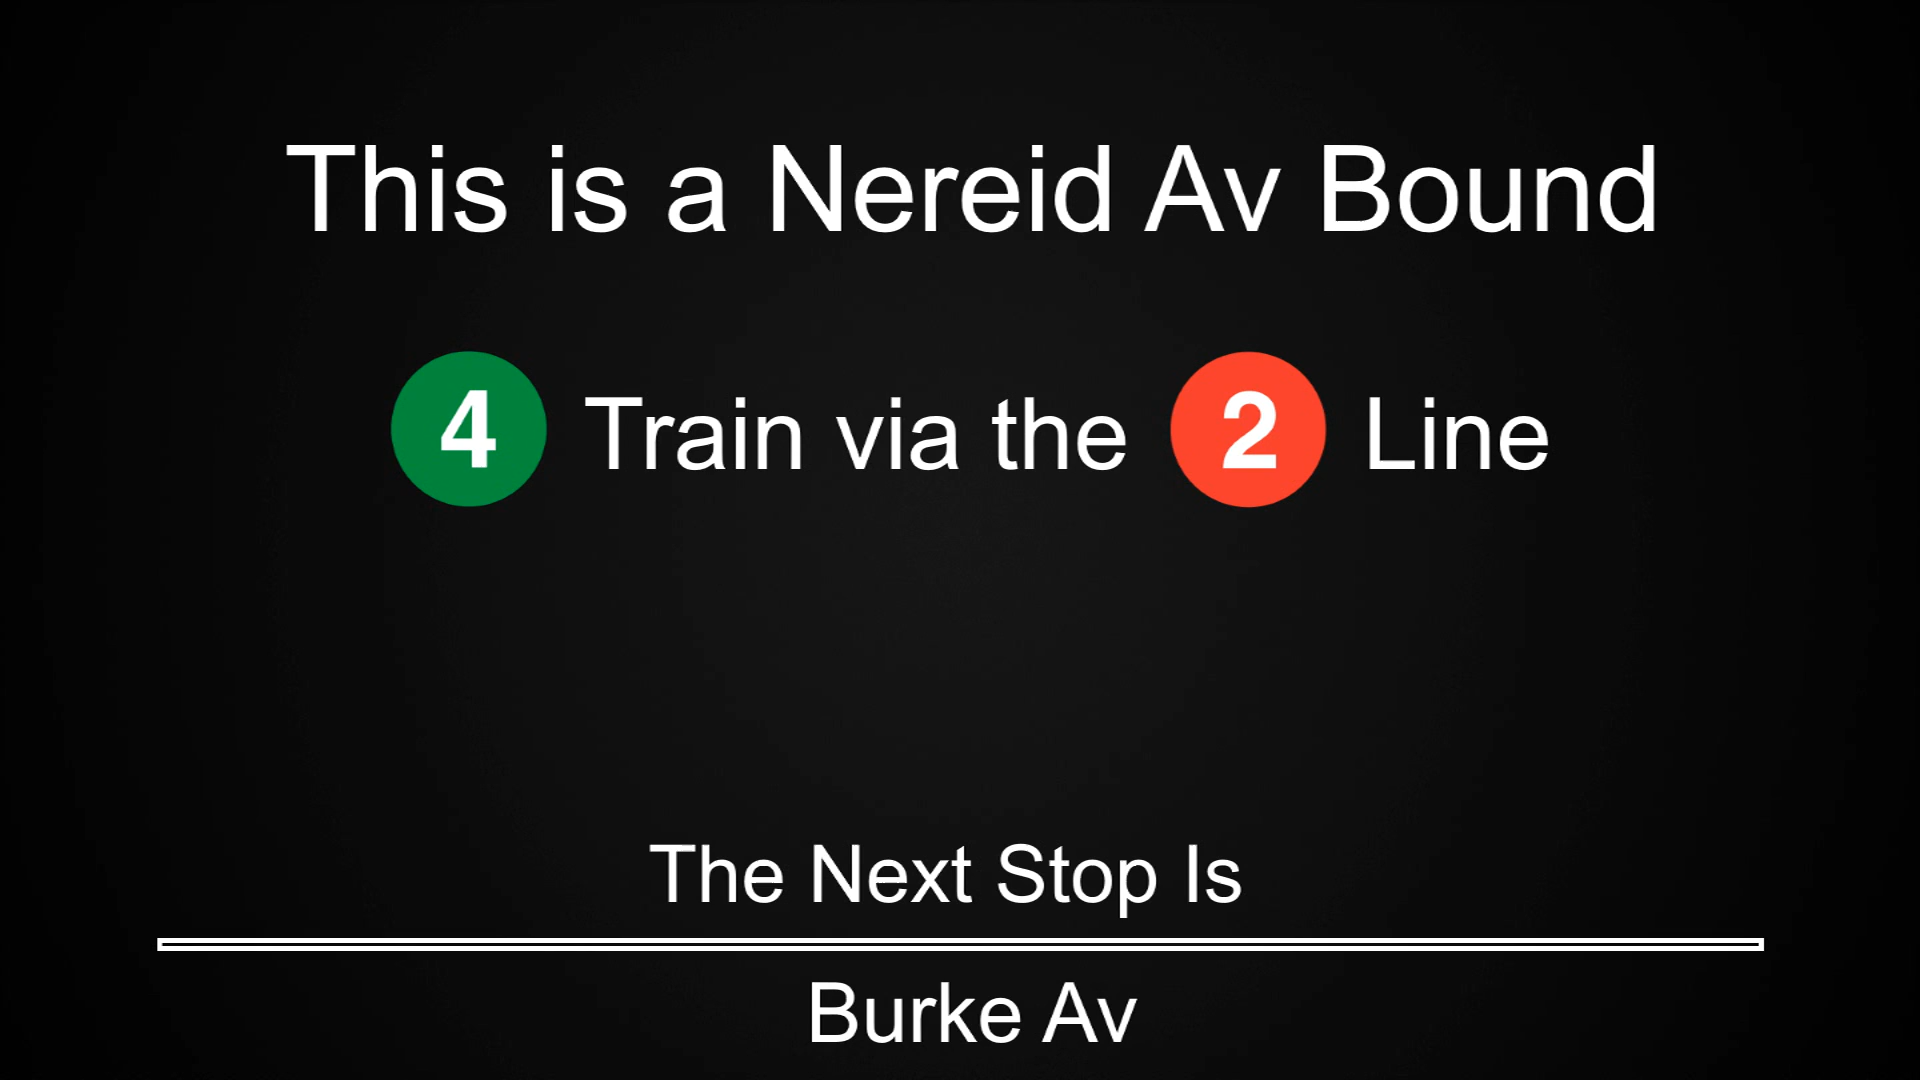 This is a Nereid Av Bound
4 Train via the 2 Line
The Next Stop Is
Burke Av